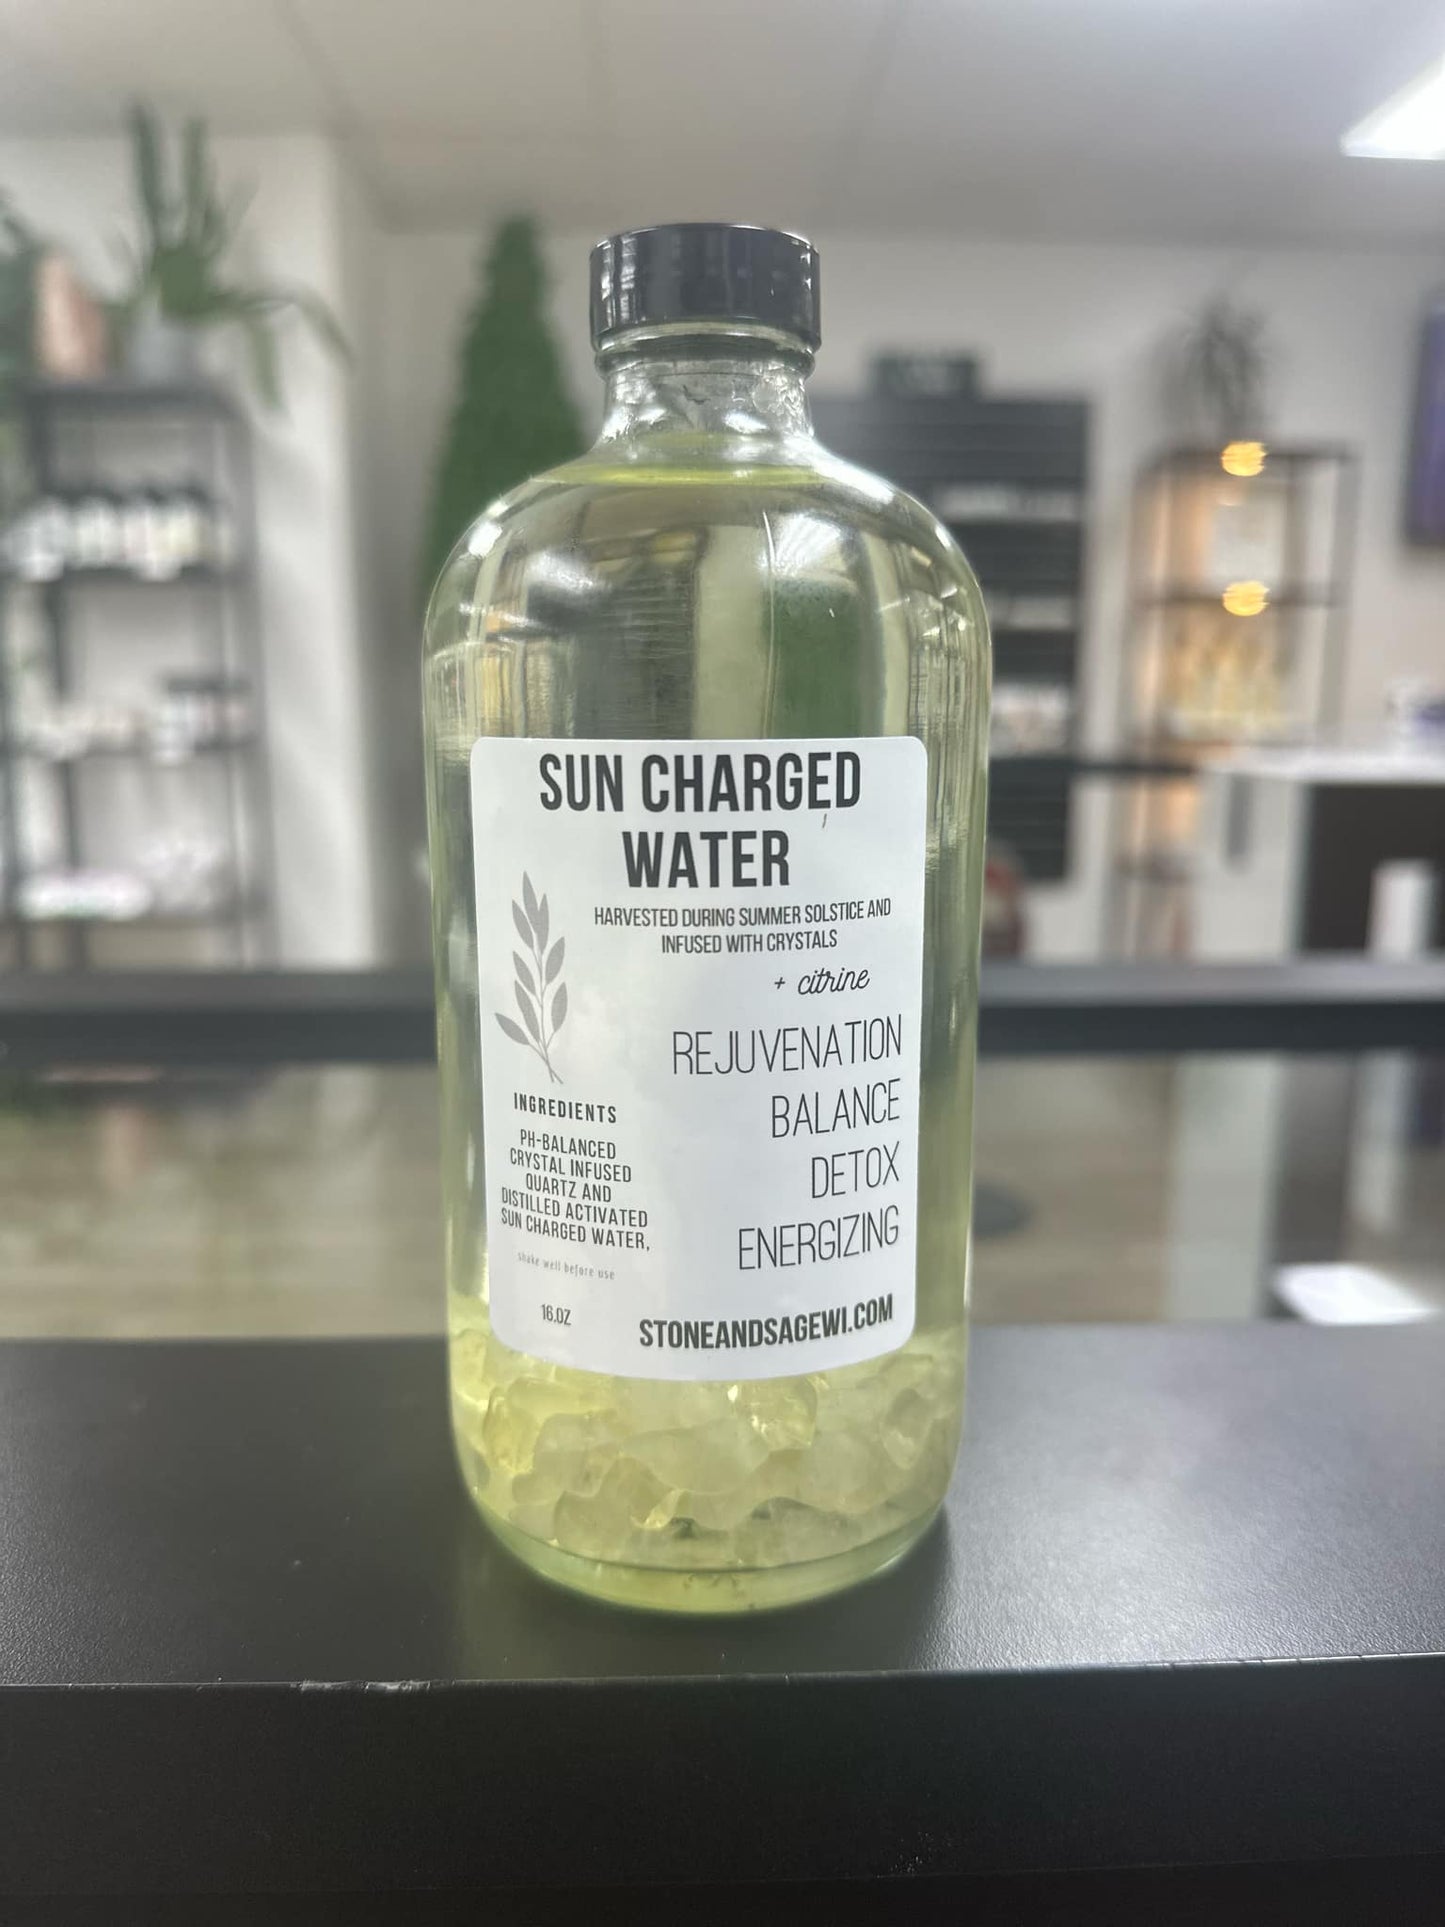 SUN CHARGED
WATER
HARVESTED DURING SUMMER SOLSTICE AND
INFUSED WITH CRYSTALS
+ citrine
REJUVENATION
BALANCE
DETOX
ENERGIZING
INGREDIENTS
PH-BALANCED
CRYSTAL INFUSED
QUARTZ AND
DISTILLED ACTIVATED
SUN CHARGED WATER,
shake well before use
16.OZ
STONEANDSAGEWI.COM